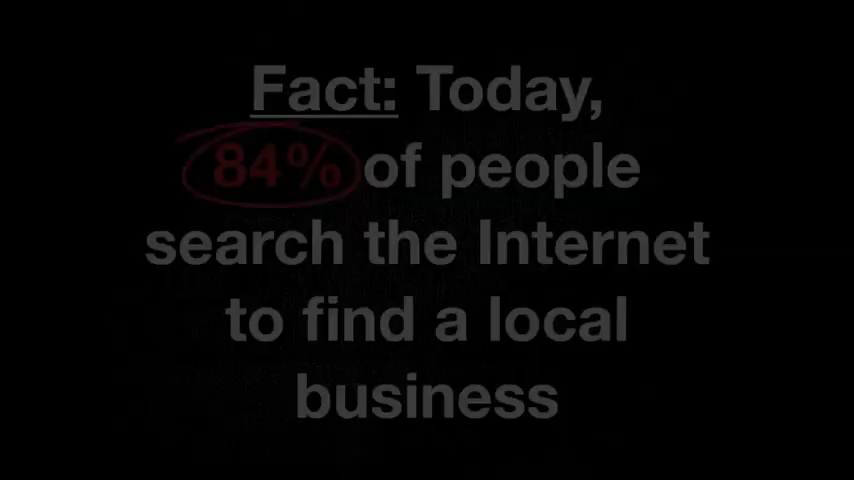 Fact: Today,
84% of people
search the Internet
to find a local
business